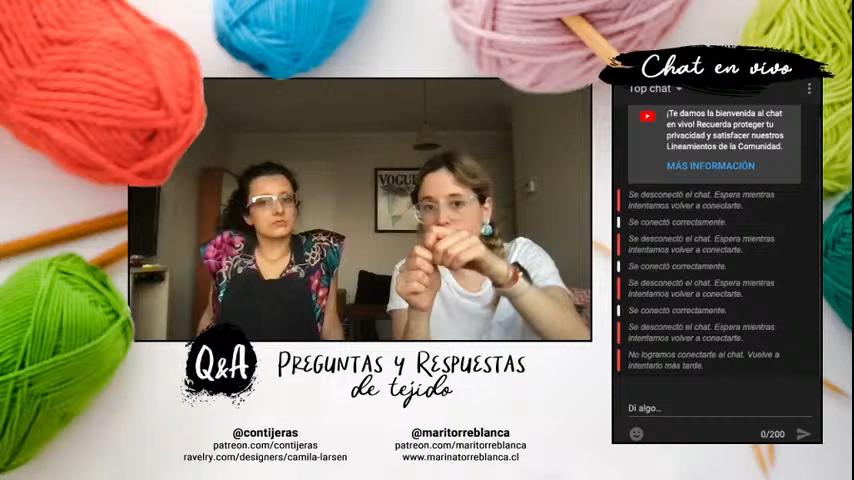 Chat en vivo
Top chat
¡Te damos la bienvenida al chat
en vivo! Recuerda proteger tu
privacidad y satisfacer nuestros
Lineamientos de la Comunidad.
MÁS INFORMACIÓN
Se desconectó el chat. Espera mientras
intentamos volver a conectarte.
Se conectó correctamente.
Se desconectó el chat. Espera mientras
intentamos volver a conectarte.
Se conectó correctamente.
Se desconectó el chat. Espera mientras
intentamos volver a conectarte.
Se conectó correctamente.
Se desconectó el chat. Espera mientras
intentamos volver a conectarte.
No logramos conectarte al chat. Vuelve a
intentarlo más tarde.
Di algo...
0/200
VOGUE
Q&A
PREGUNTAS Y RESPUESTAS
de tejido
@contijeras
patreon.com/contijeras
ravelry.com/designers/camila-larsen
@maritorreblanca
patreon.com/maritorreblanca
www.marinatorreblanca.cl